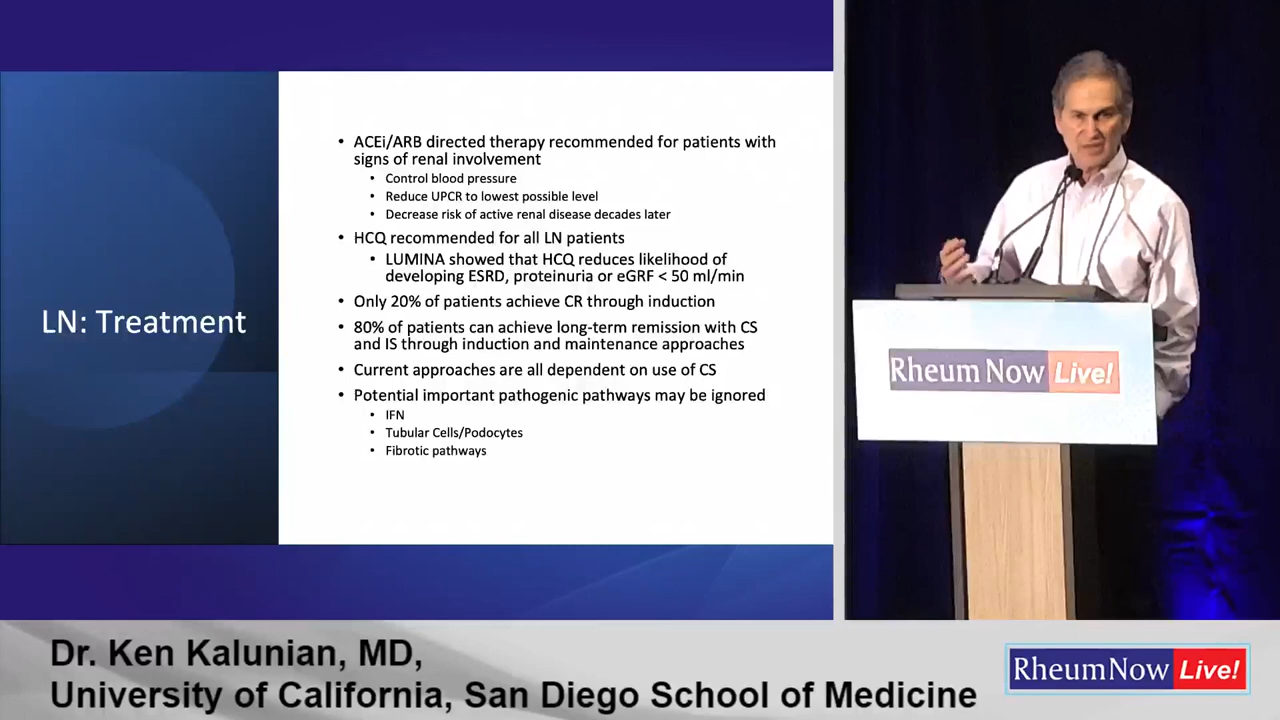 LN: Treatment
• ACEi/ARB directed therapy recommended for patients with
signs of renal involvement
• Control blood pressure
• Reduce UPCR to lowest possible level
• Decrease risk of active renal disease decades later
• HCQ recommended for all LN patients
• LUMINA showed that HCQ reduces likelihood of
developing ESRD, proteinuria or eGRF < 50 ml/min
• Only 20% of patients achieve CR through induction
• 80% of patients can achieve long-term remission with CS
and IS through induction and maintenance approaches
• Current approaches are all dependent on use of CS
• Potential important pathogenic pathways may be ignored
• IFN
• Tubular Cells/Podocytes
• Fibrotic pathways
Rheum Now Live!
Dr. Ken Kalunian, MD,
University of California, San Diego School of Medicine
RheumNow Live!